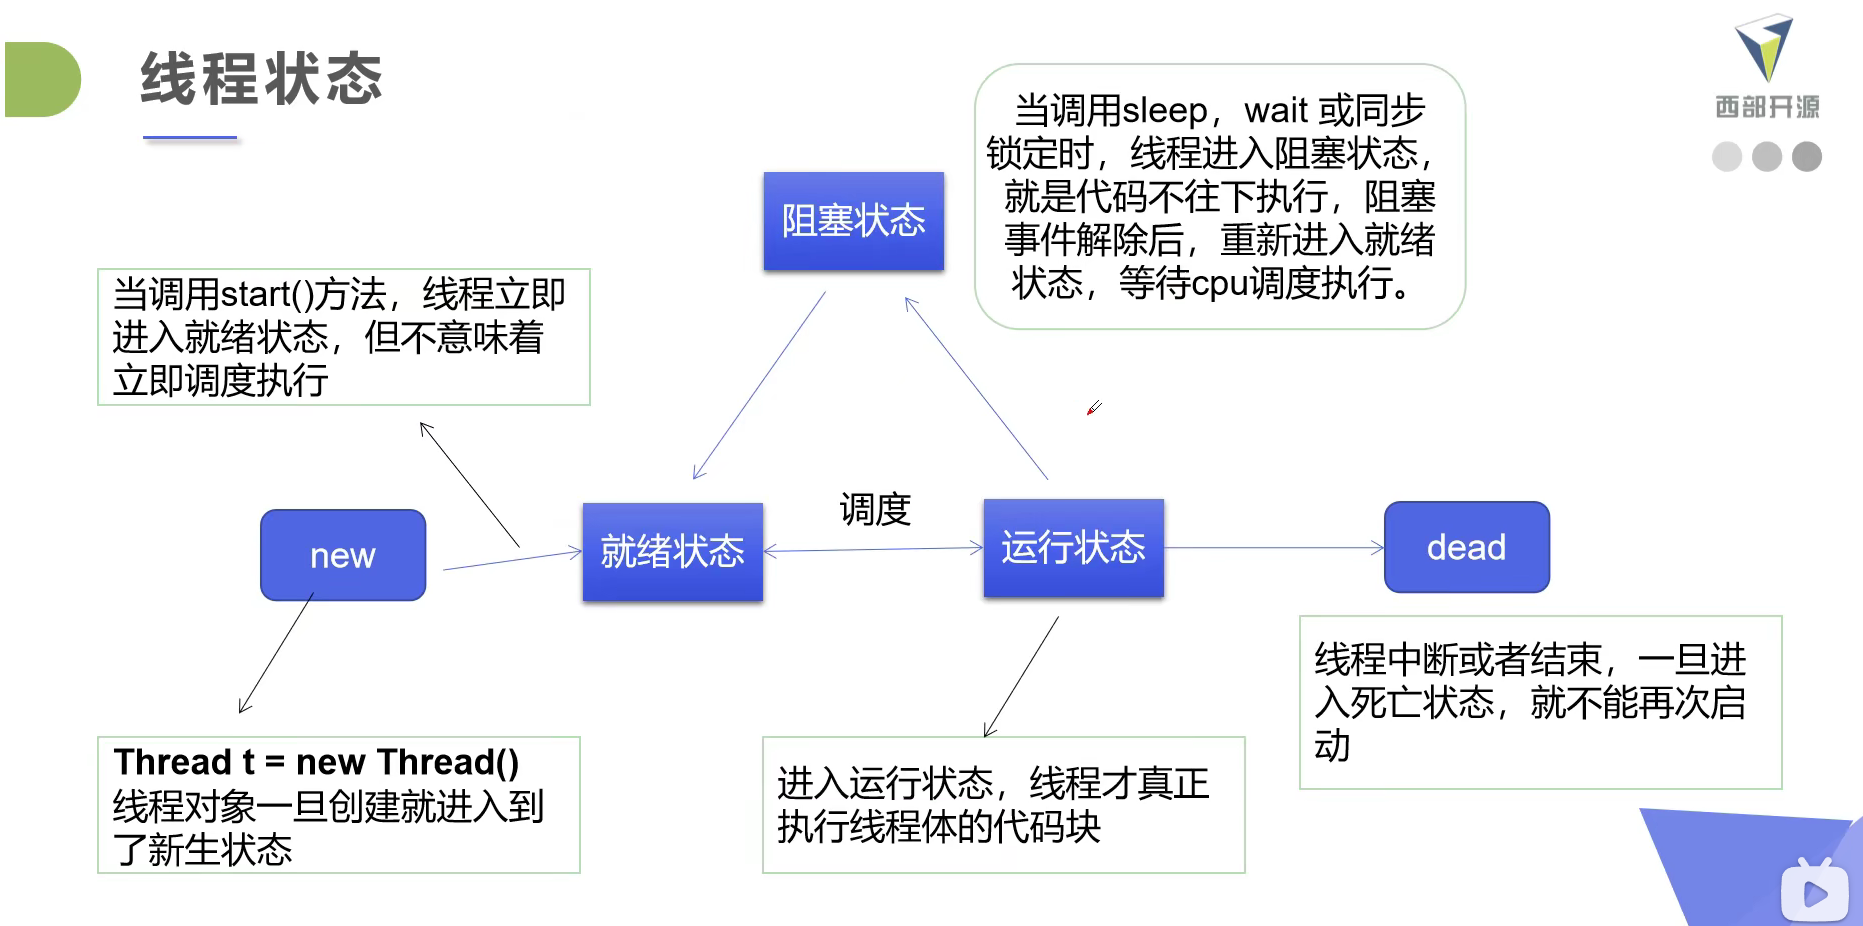 线程状态
西部开源
当调用sleep，wait 或同步
锁定时，线程进入阻塞状态，
就是代码不往下执行，阻塞
事件解除后，重新进入就绪
状态，等待cpu调度执行。
阻塞状态
当调用start()方法，线程立即
进入就绪状态，但不意味着
立即调度执行
调度
new
就绪状态
运行状态
dead
线程中断或者结束，一旦进
入死亡状态，就不能再次启
动
Thread t = new Thread()
线程对象一旦创建就进入到
了新生状态
进入运行状态，线程才真正
执行线程体的代码块